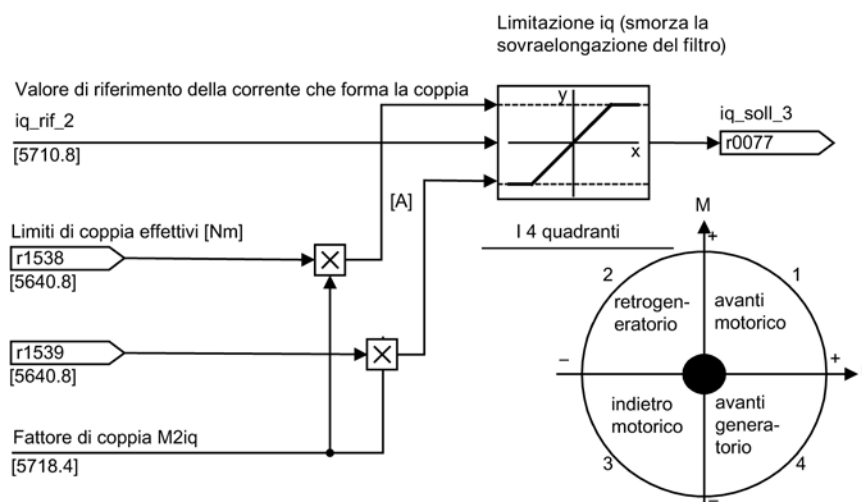 Limitazione iq (smorza la
sovraelongazione del filtro)
Valore di riferimento della corrente che forma la coppia
iq_rif_2
[5710.8]
y
x
iq_soll_3
r0077
[A]
Limiti di coppia effettivi [Nm]
r1538
[5640.8]
r1539
[5640.8]
Fattore di coppia M2iq
[5718.4]
I 4 quadranti
M
+
2
1
retrogen-
eratorio
avanti
motorico
–
+
indietro
motorico
avanti
genera-
torio
3
4
–